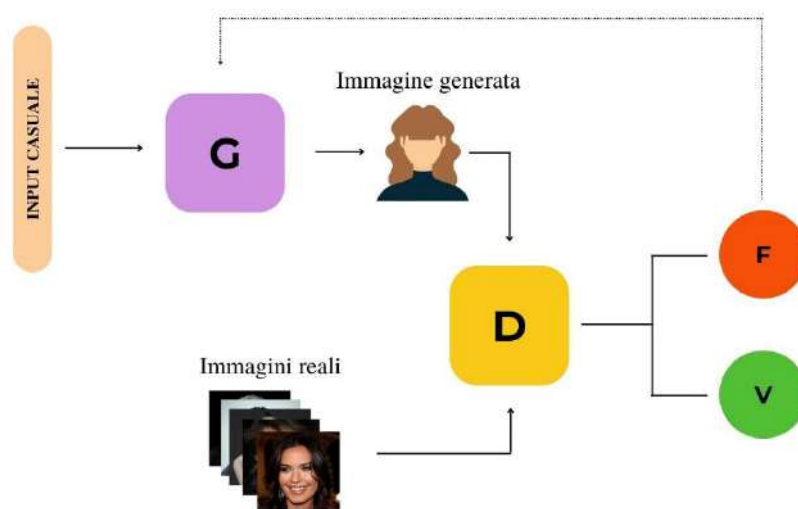 INPUT CASUALE
G
Immagine generata
D
F
V
Immagini reali